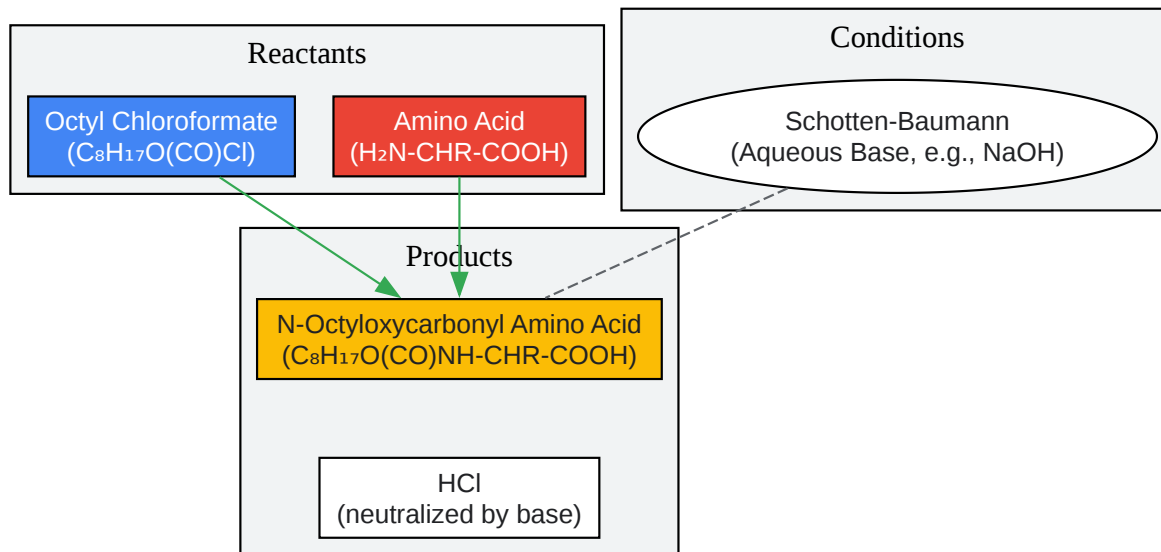 Reactants
Conditions
Octyl Chloroformate
(C₈H₁₇O(CO)Cl)
Amino Acid
(H₂N-CHR-COOH)
Schotten-Baumann
(Aqueous Base, e.g., NaOH)
Products
N-Octyloxycarbonyl Amino Acid
(C₈H₁₇O(CO)NH-CHR-COOH)
HCl
(neutralized by base)